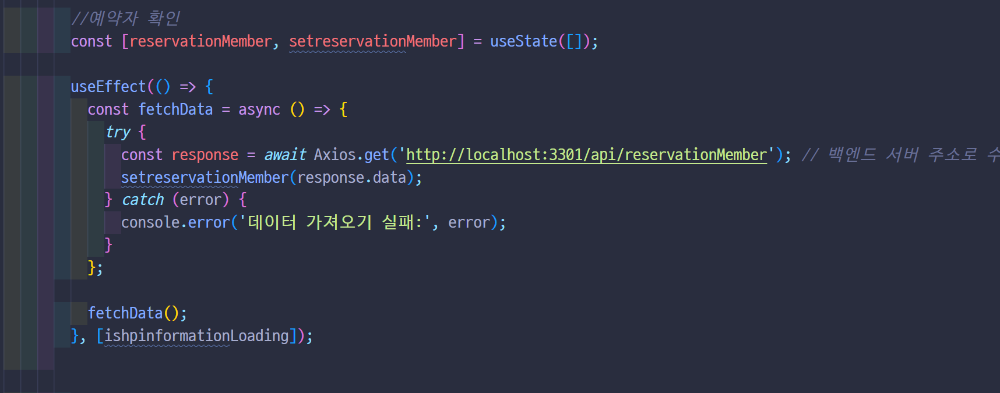 //예약자 확인
const [reservationMember, setreservationMember] = useState([]);
useEffect(() => {
const fetchData = async () => {
try {
const response = await Axios.get('http://localhost:3301/api/reservationMember'); // 백엔드 서버 주소로 수
setreservationMember(response.data);
} catch (error) {
console.error('데이터 가져오기 실패:', error);
}
};
fetchData();
}, [ishpinformationLoading]);